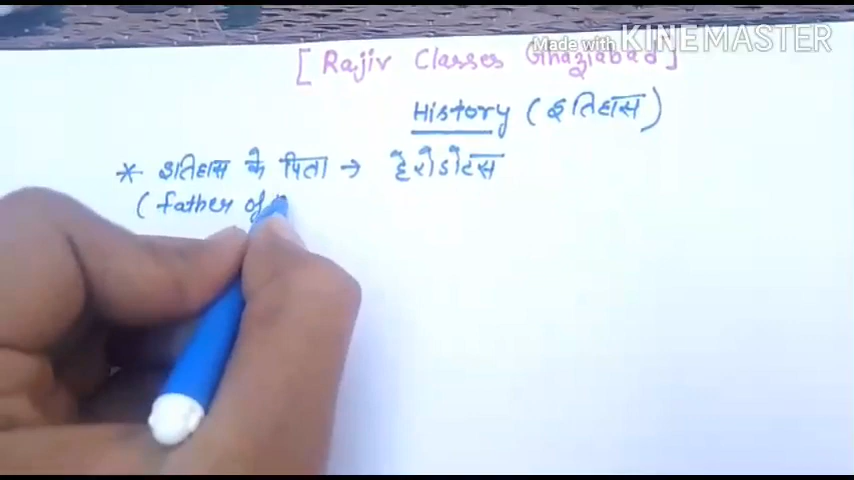 Made with KINEMASTER
[ Rajiv Classes Ghaziabad ]
History ( इतिहास )
* इतिहास के पिता → हेरोडोटस
( father of